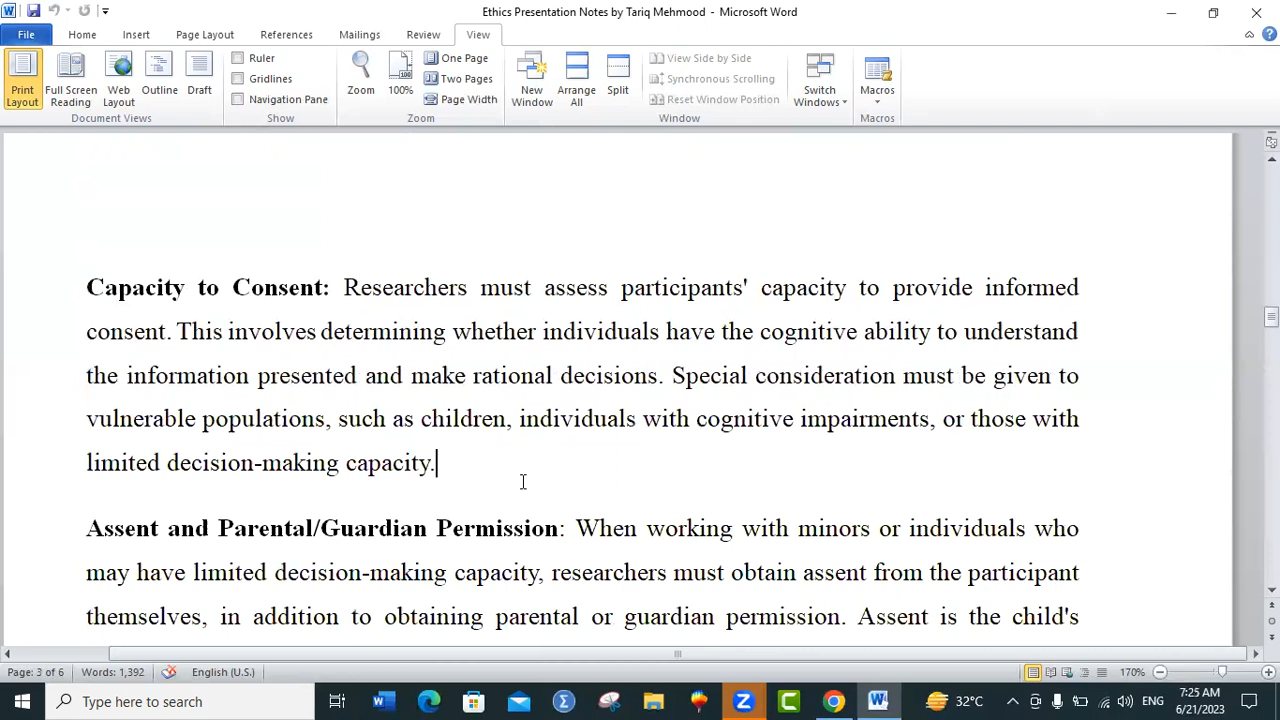 Ethics Presentation Notes by Tariq Mehmood - Microsoft Word
File Home Insert Page Layout References Mailings Review View
Print Layout
Full Screen Reading
Web Layout
Outline
Draft
Document Views
Ruler
Gridlines
Navigation Pane
Show
Zoom
100%
One Page
Two Pages
Page Width
Zoom
New Window
Arrange All
Split
View Side by Side
Synchronous Scrolling
Reset Window Position
Window
Switch Windows
Macros
Macros
Capacity to Consent: Researchers must assess participants' capacity to provide informed
consent. This involves determining whether individuals have the cognitive ability to understand
the information presented and make rational decisions. Special consideration must be given to
vulnerable populations, such as children, individuals with cognitive impairments, or those with
limited decision-making capacity.
Assent and Parental/Guardian Permission: When working with minors or individuals who
may have limited decision-making capacity, researchers must obtain assent from the participant
themselves, in addition to obtaining parental or guardian permission. Assent is the child's
Page: 3 of 6 Words: 1,392 English (U.S.) 170%
Type here to search
32°C
ENG
7:25 AM
6/21/2023